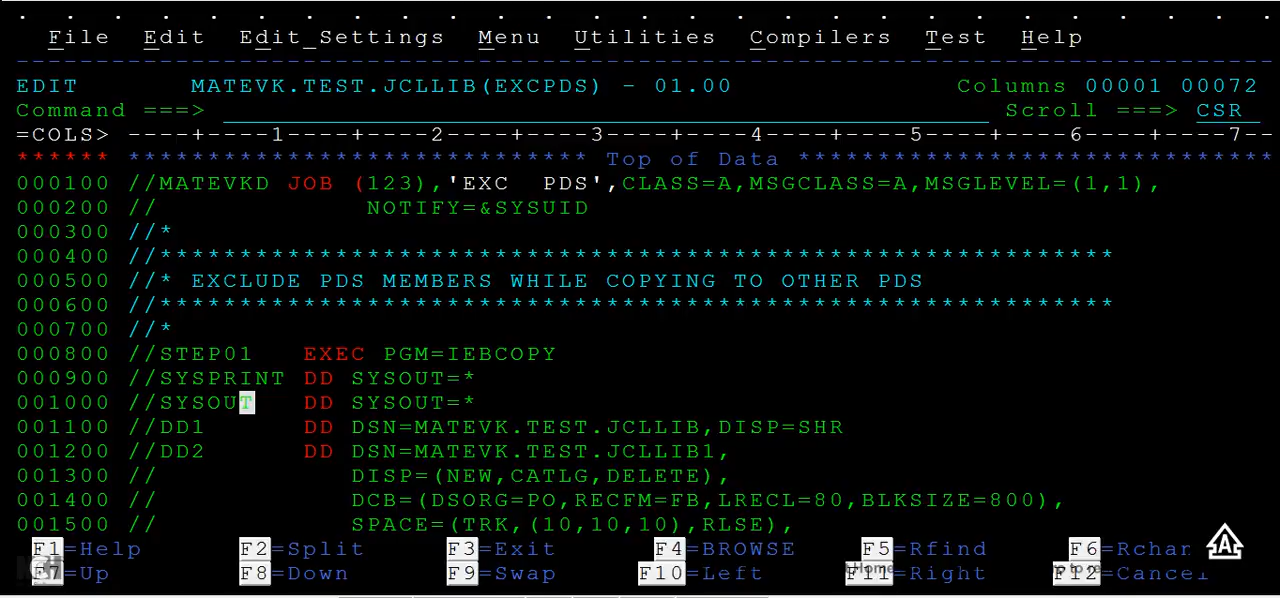 File  Edit  Edit_Settings  Menu  Utilities  Compilers  Test  Help
EDIT       MATEVK.TEST.JCLLIB(EXCPDS) - 01.00              Columns 00001 00072
Command ===>                                                  Scroll ===> CSR
=COLS> ----+----1----+----2----+----3----+----4----+----5----+----6----+----7--
****** ***************************** Top of Data ******************************
000100 //MATEVKD JOB (123),'EXC  PDS',CLASS=A,MSGCLASS=A,MSGLEVEL=(1,1),
000200 //             NOTIFY=&SYSUID
000300 //*
000400 //************************************************************
000500 //* EXCLUDE PDS MEMBERS WHILE COPYING TO OTHER PDS
000600 //************************************************************
000700 //*
000800 //STEP01   EXEC PGM=IEBCOPY
000900 //SYSPRINT DD SYSOUT=*
001000 //SYSOUT   DD SYSOUT=*
001100 //DD1      DD DSN=MATEVK.TEST.JCLLIB,DISP=SHR
001200 //DD2      DD DSN=MATEVK.TEST.JCLLIB1,
001300 //            DISP=(NEW,CATLG,DELETE),
001400 //            DCB=(DSORG=PO,RECFM=FB,LRECL=80,BLKSIZE=800),
001500 //            SPACE=(TRK,(10,10,10),RLSE),
F1=Help      F2=Split     F3=Exit      F4=BROWSE    F5=Rfind     F6=Rchan
F7=Up        F8=Down      F9=Swap      F10=Left     F11=Right    F12=Cancel